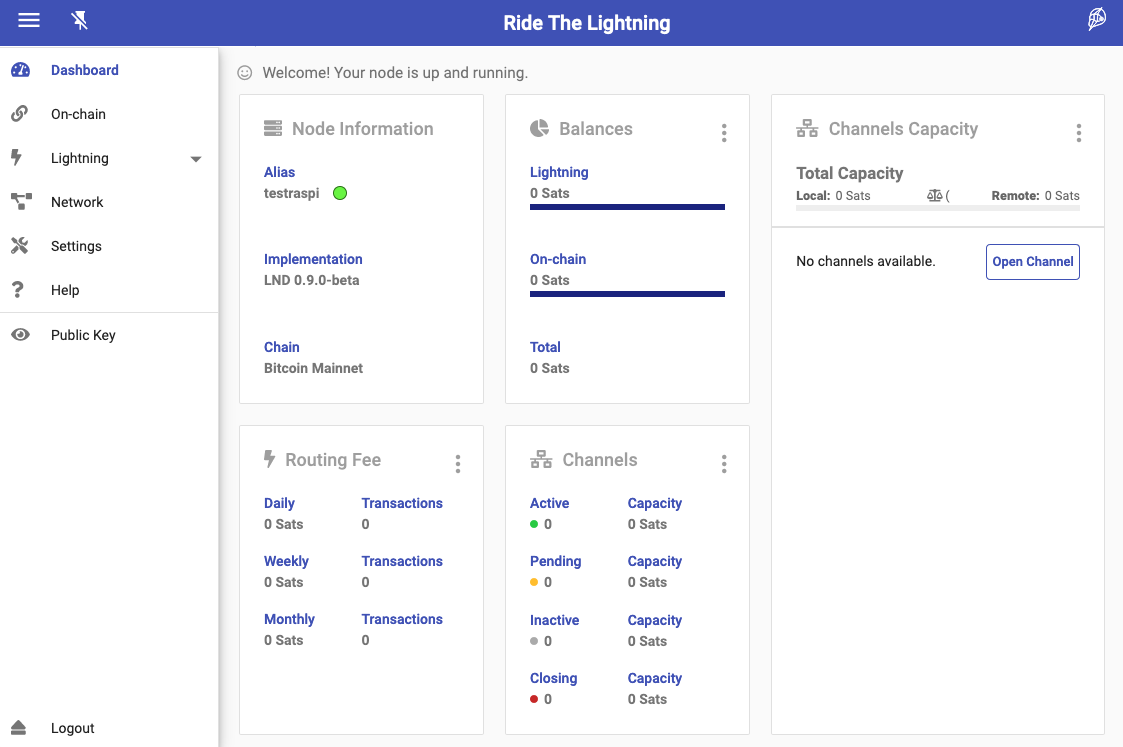 Ride The Lightning
Dashboard
On-chain
Lightning
Network
Settings
Help
Public Key
Logout
Welcome! Your node is up and running.
Node Information
Alias
testraspi
Implementation
LND 0.9.0-beta
Chain
Bitcoin Mainnet
Balances
Lightning
0 Sats
On-chain
0 Sats
Total
0 Sats
Channels Capacity
Total Capacity
Local: 0 Sats ( Remote: 0 Sats
No channels available. Open Channel
Routing Fee
Daily Transactions
0 Sats 0
Weekly Transactions
0 Sats 0
Monthly Transactions
0 Sats 0
Channels
Active Capacity
0 0 Sats
Pending Capacity
0 0 Sats
Inactive Capacity
0 0 Sats
Closing Capacity
0 0 Sats